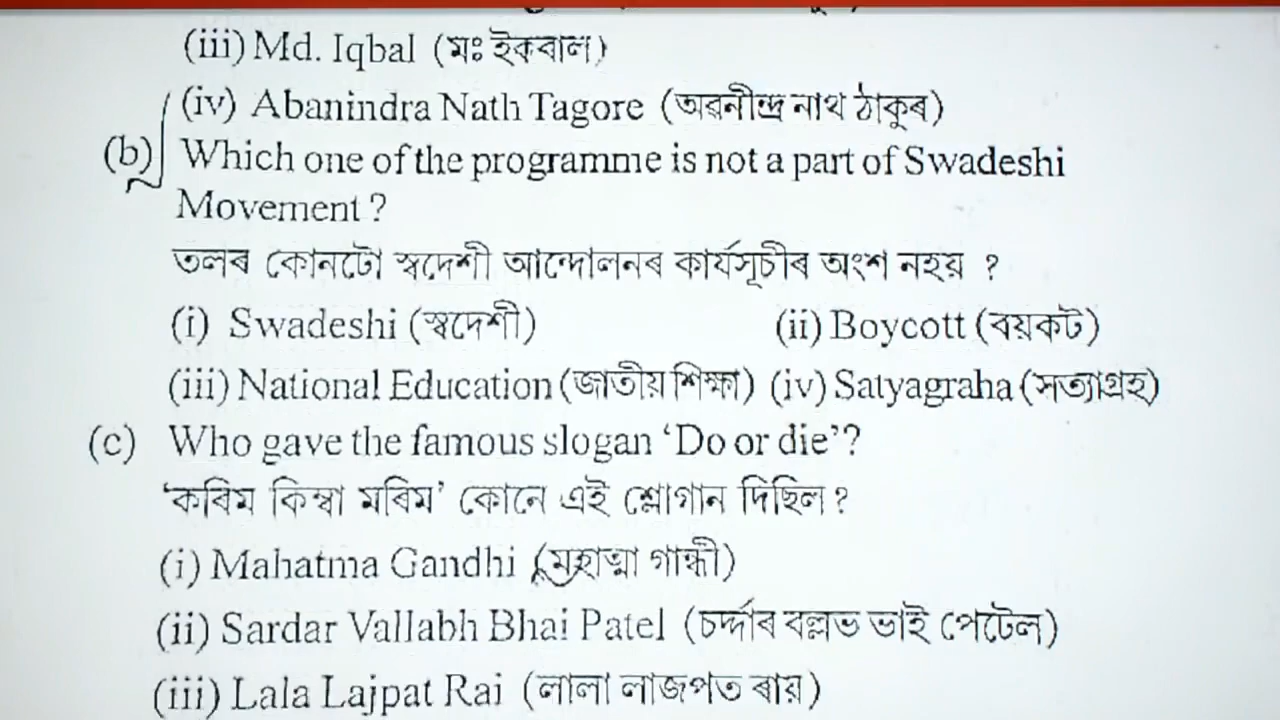 (iii) Md. Iqbal (মঃ ইকবাল)
(iv) Abanindra Nath Tagore (অৱনীন্দ্ৰ নাথ ঠাকুৰ)
(b) Which one of the programme is not a part of Swadeshi
Movement ?
তলৰ কোনটো স্বদেশী আন্দোলনৰ কাৰ্যসূচীৰ অংশ নহয় ?
(i) Swadeshi (স্বদেশী) (ii) Boycott (বয়কট)
(iii) National Education (জাতীয় শিক্ষা) (iv) Satyagraha (সত্যাগ্ৰহ)
(c) Who gave the famous slogan ‘Do or die’?
‘কৰিম কিম্বা মৰিম’ কোনে এই শ্লোগান দিছিল ?
(i) Mahatma Gandhi (মহাত্মা গান্ধী)
(ii) Sardar Vallabh Bhai Patel (চৰ্দ্দাৰ বল্লভ ভাই পেটেল)
(iii) Lala Lajpat Rai (লালা লাজপত ৰায়)